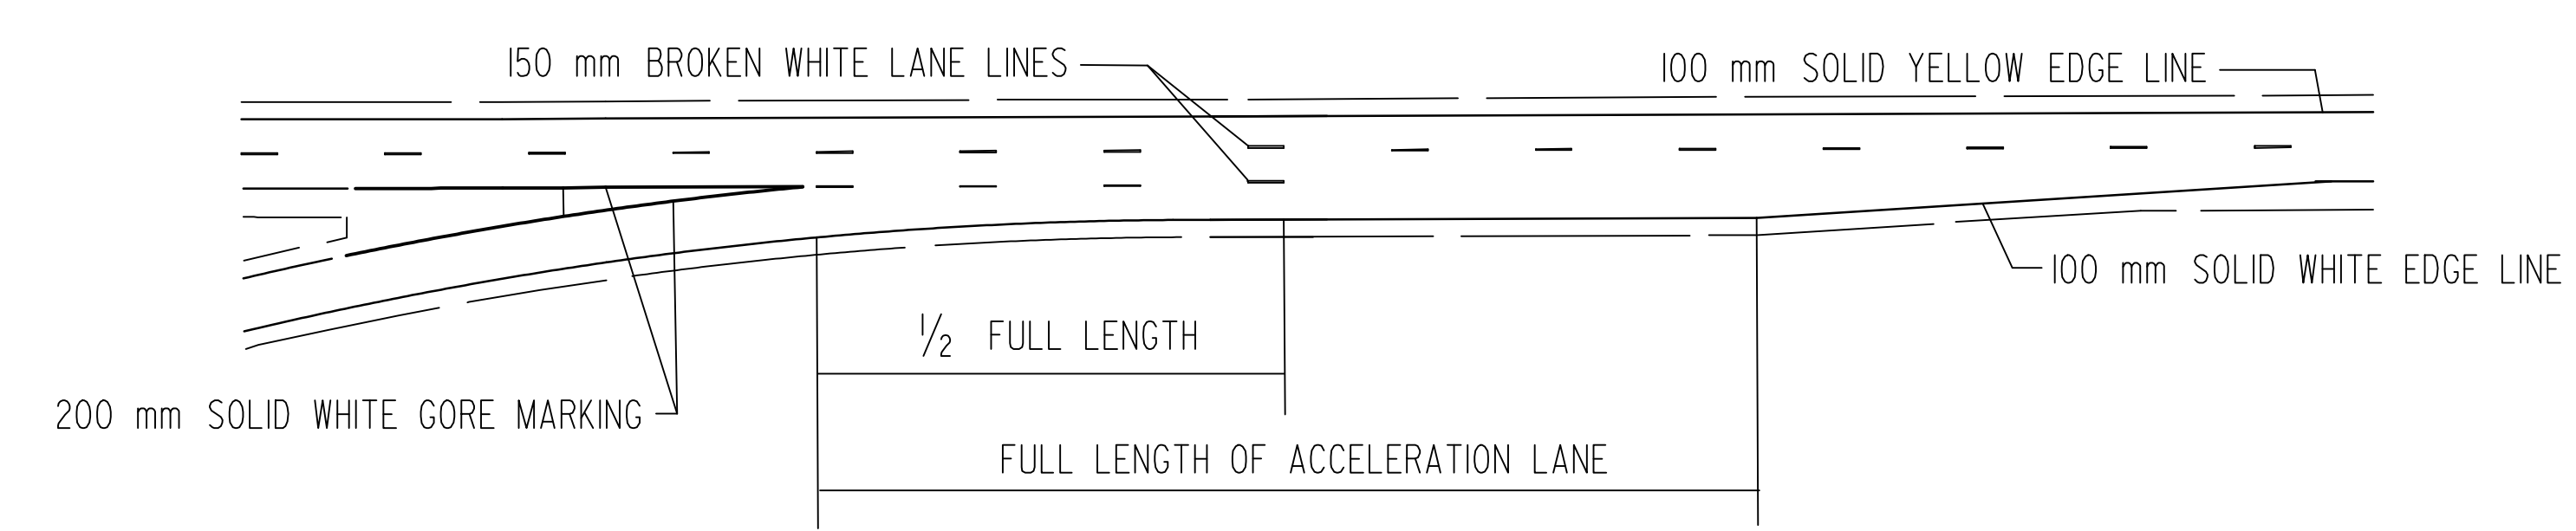 150 mm BROKEN WHITE LANE LINES
100 mm SOLID YELLOW EDGE LINE
100 mm SOLID WHITE EDGE LINE
1/2 FULL LENGTH
200 mm SOLID WHITE GORE MARKING
FULL LENGTH OF ACCELERATION LANE